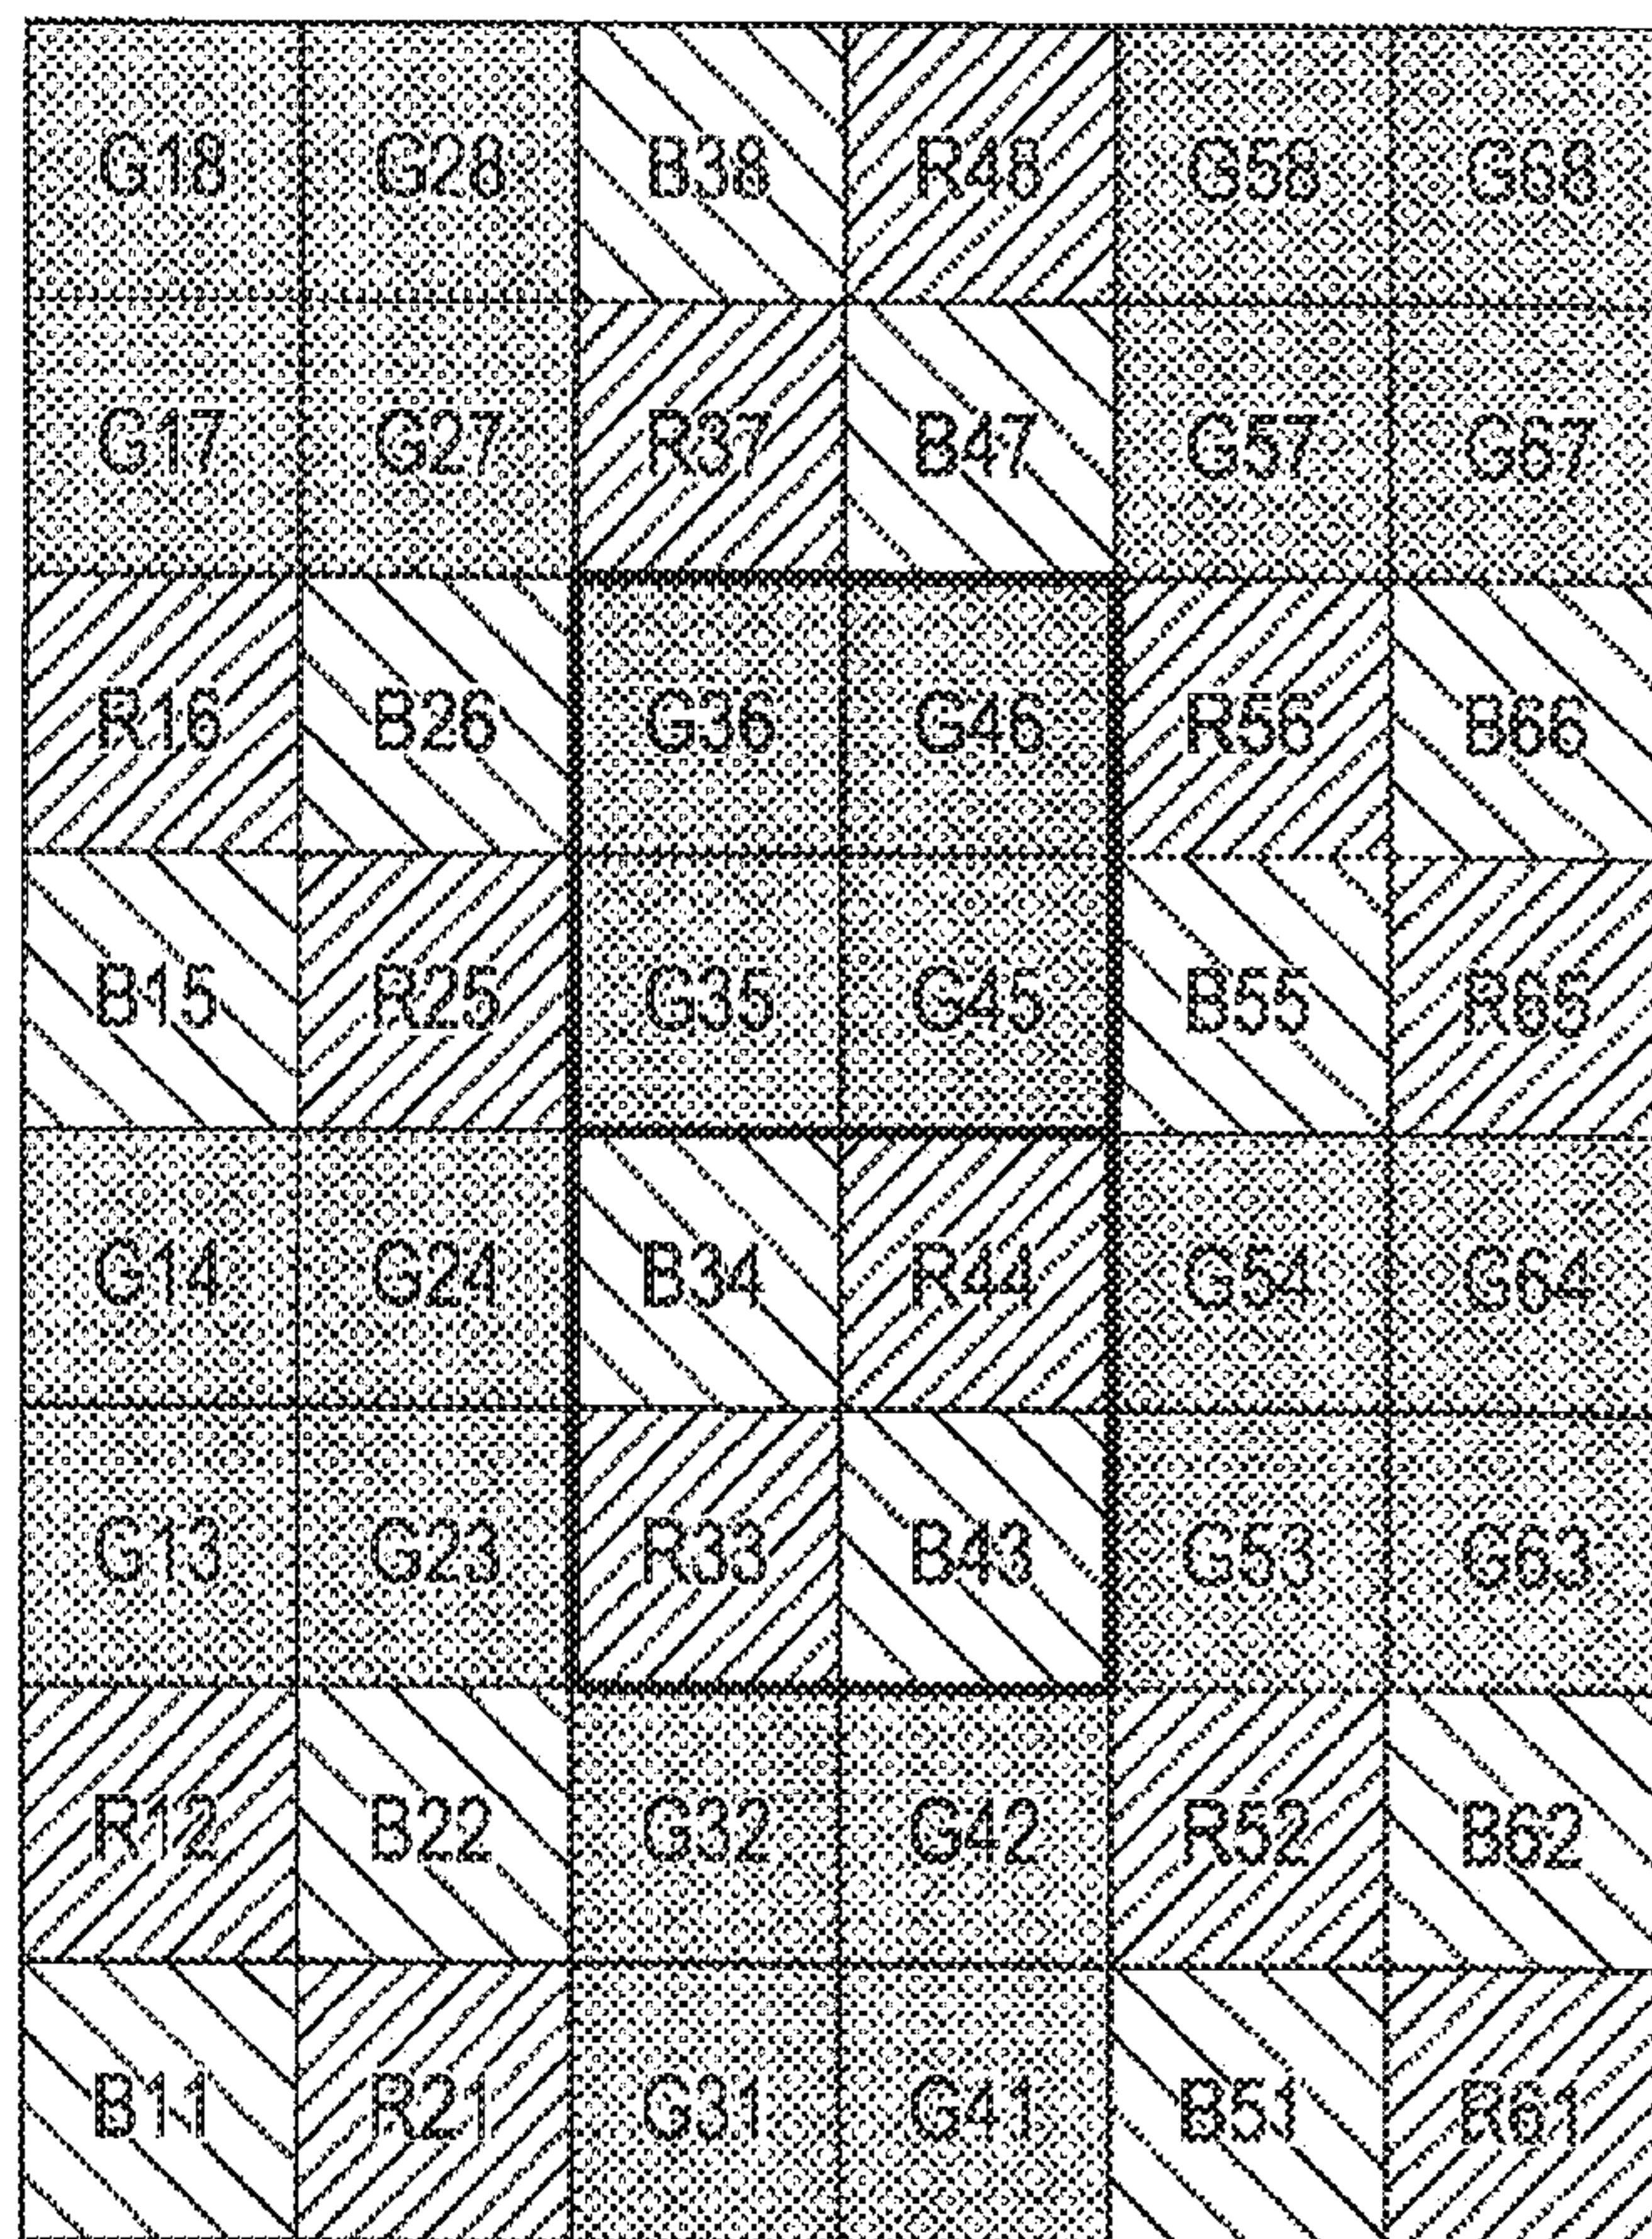 G18 G28 B38 R48 G58 G68
G17 G27 R37 B47 G57 G67
R16 B26 G36 G46 R56 B66
B15 R25 G35 G45 B55 R65
G14 G24 B34 R44 G54 G64
G13 G23 R33 B43 G53 G63
R12 B22 G32 G42 R52 B62
B11 R21 G31 G41 B51 R61